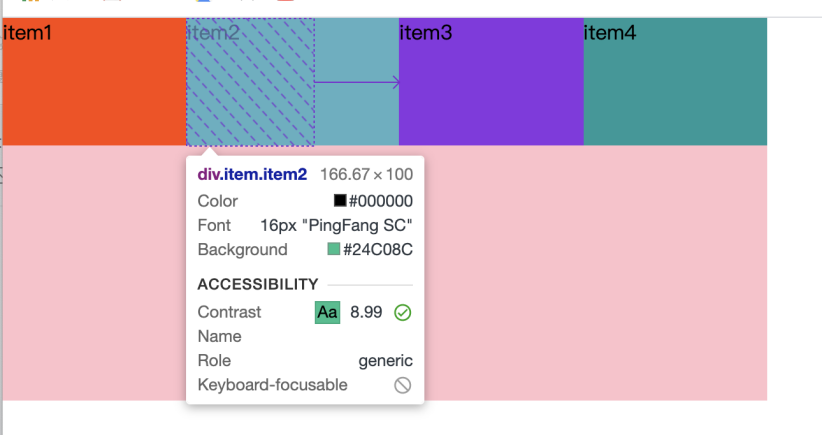 item1 item2 item3 item4
div.item.item2 166.67 × 100
Color #000000
Font 16px "PingFang SC"
Background #24C08C
ACCESSIBILITY
Contrast Aa 8.99
Name
Role generic
Keyboard-focusable